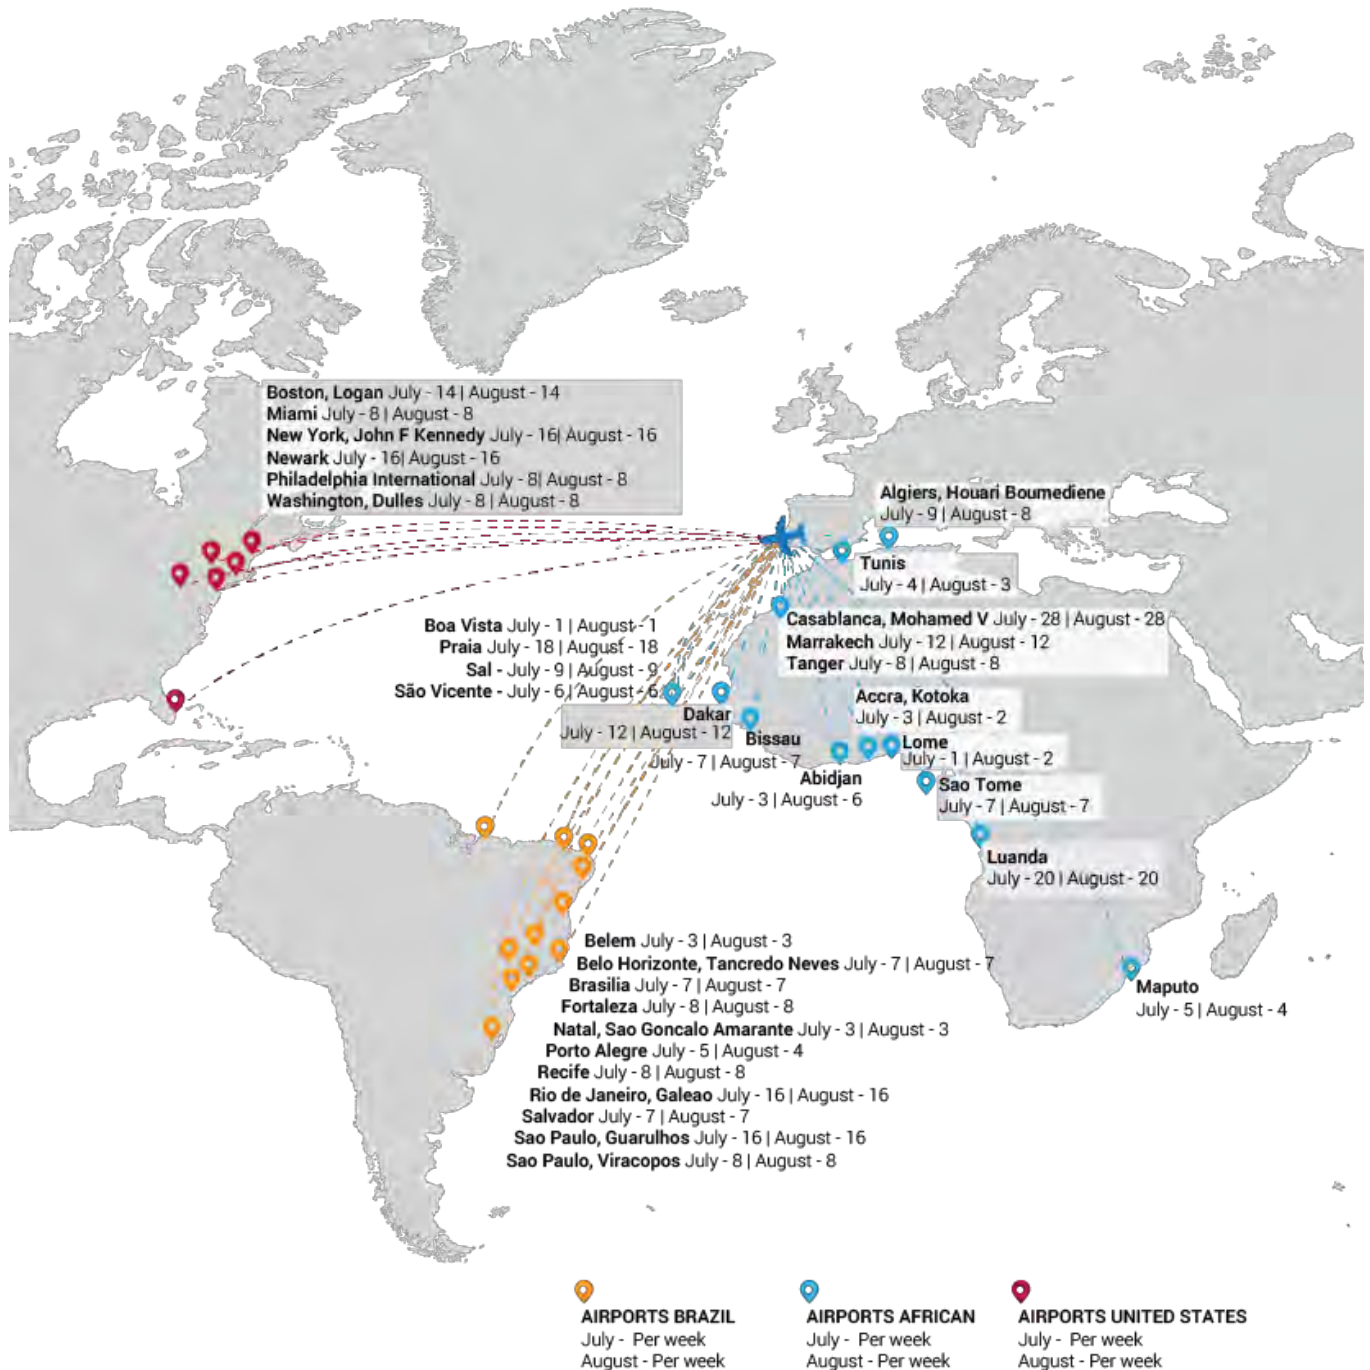 Boston, Logan July - 14 | August - 14
Miami July - 8 | August - 8
New York, John F Kennedy July - 16| August - 16
Newark July - 16| August - 16
Philadelphia International July - 8| August - 8
Washington, Dulles July - 8 | August - 8
Algiers, Houari Boumediene
July - 9 | August - 8
Tunis
July - 4 | August - 3
Casablanca, Mohamed V July - 28 | August - 28
Marrakech July - 12 | August - 12
Tanger July - 8 | August - 8
Boa Vista July - 1 | August - 1
Praia July - 18 | August - 18
Sal - July - 9 | August - 9
São Vicente - July - 6 | August - 6
Dakar
July - 12 | August - 12
Bissau
July - 7 | August - 7
Abidjan
July - 3 | August - 6
Accra, Kotoka
July - 3 | August - 2
Lome
July - 1 | August - 2
Sao Tome
July - 7 | August - 7
Luanda
July - 20 | August - 20
Maputo
July - 5 | August - 4
Belem July - 3 | August - 3
Belo Horizonte, Tancredo Neves July - 7 | August - 7
Brasilia July - 7 | August - 7
Fortaleza July - 8 | August - 8
Natal, Sao Goncalo Amarante July - 3 | August - 3
Porto Alegre July - 5 | August - 4
Recife July - 8 | August - 8
Rio de Janeiro, Galeao July - 16 | August - 16
Salvador July - 7 | August - 7
Sao Paulo, Guarulhos July - 16 | August - 16
Sao Paulo, Viracopos July - 8 | August - 8
AIRPORTS BRAZIL
July - Per week
August - Per week
AIRPORTS AFRICAN
July - Per week
August - Per week
AIRPORTS UNITED STATES
July - Per week
August - Per week